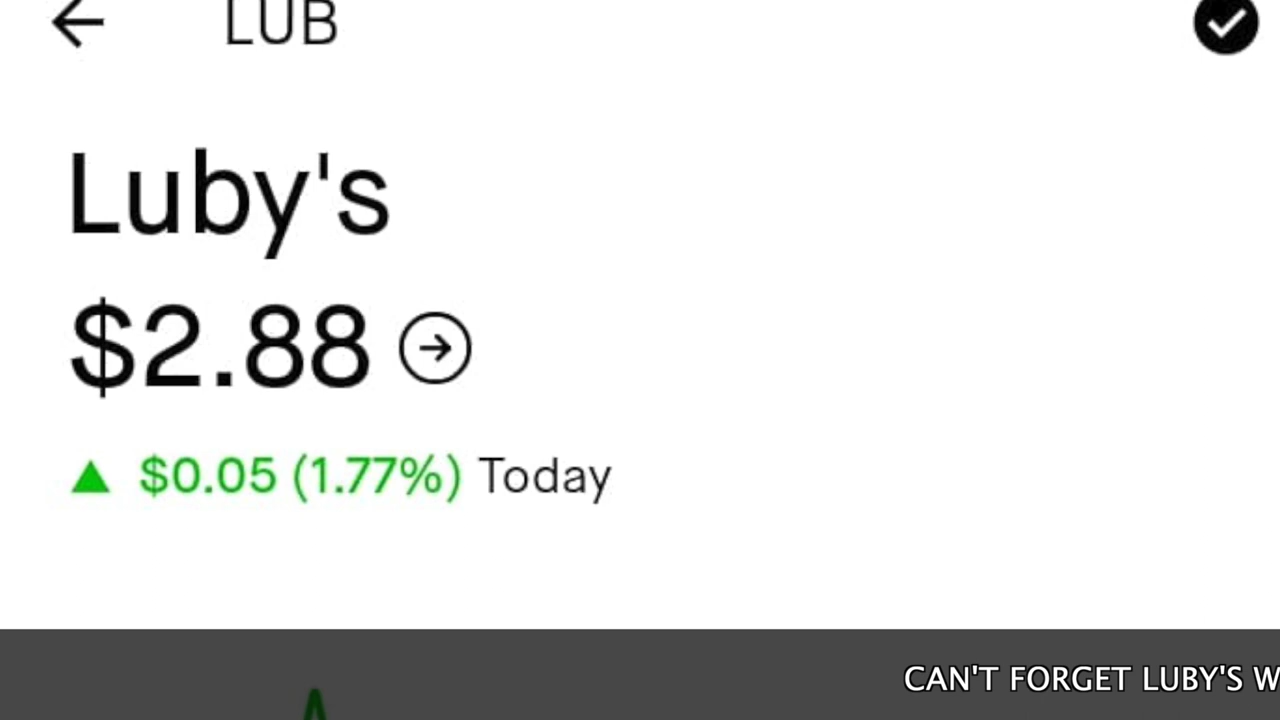 LUB
Luby's
$2.88
$0.05 (1.77%) Today
CAN'T FORGET LUBY'S